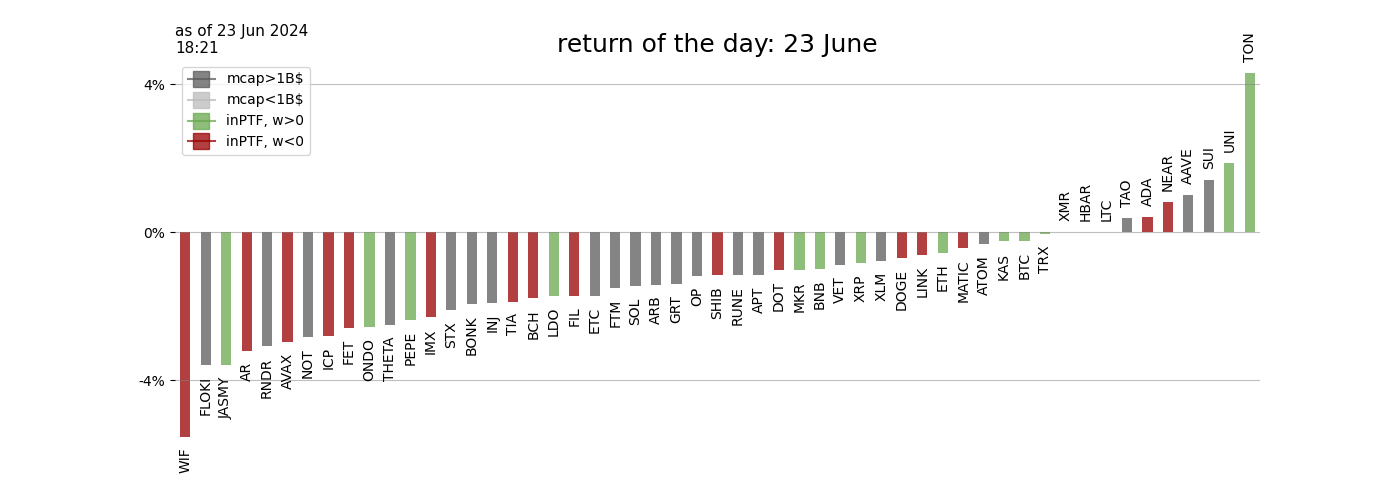 as of 23 Jun 2024
18:21
return of the day: 23 June
mcap>1B$
mcap<1B$
inPTF, w>0
inPTF, w<0
4%
0%
-4%
WIF
FLOKI
JASMY
AR
RNDR
AVAX
NOT
ICP
FET
ONDO
THETA
PEPE
IMX
STX
BONK
INJ
TIA
BCH
LDO
FIL
ETC
FTM
SOL
ARB
GRT
OP
SHIB
RUNE
APT
DOT
MKR
BNB
VET
XRP
XLM
DOGE
LINK
ETH
MATIC
ATOM
KAS
BTC
TRX
XMR
HBAR
LTC
TAO
ADA
NEAR
AAVE
SUI
UNI
TON